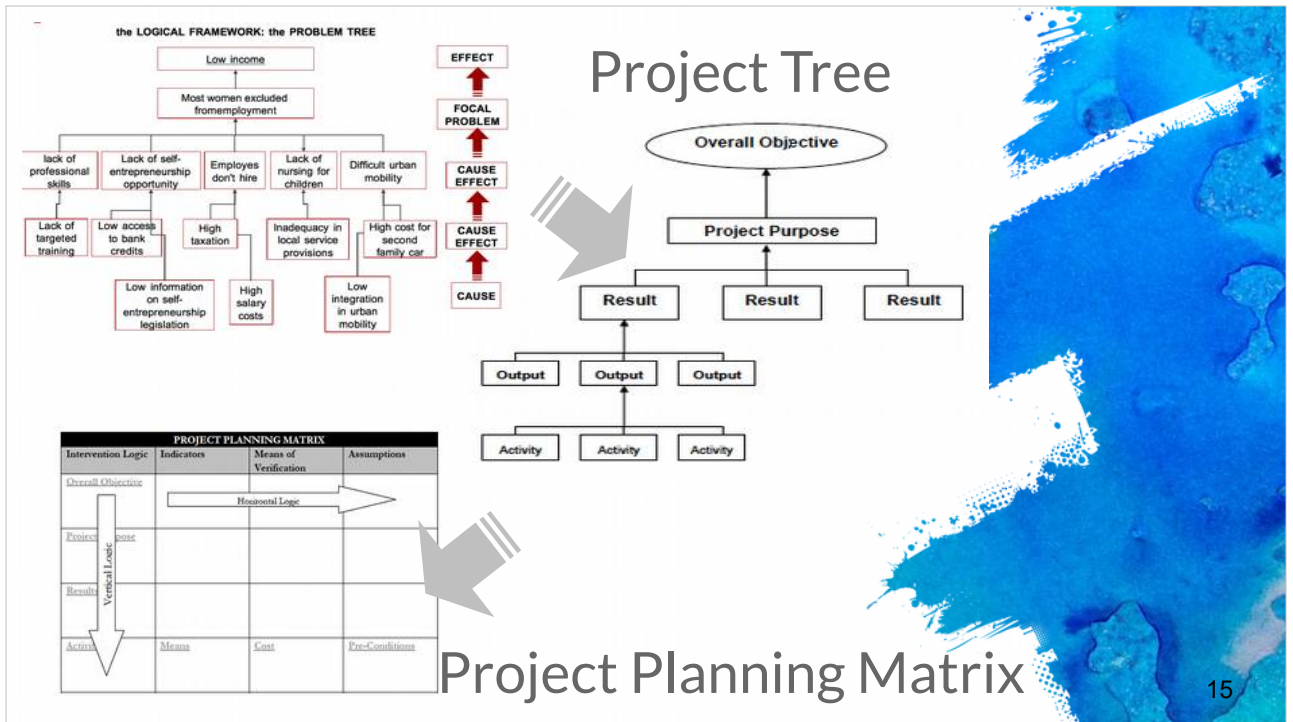 the LOGICAL FRAMEWORK: the PROBLEM TREE
Low income
Most women excluded
fromemployment
lack of
professional
skills
Lack of self-
entrepreneurship
opportunity
Employes
don't hire
Lack of
nursing for
children
Difficult urban
mobility
Lack of
targeted
training
Low access
to bank
credits
High
taxation
Inadequacy in
local service
provisions
High cost for
second
family car
Low information
on self-
entrepreneurship
legislation
High
salary
costs
Low
integration
in urban
mobility
EFFECT
FOCAL
PROBLEM
CAUSE
EFFECT
CAUSE
EFFECT
CAUSE
Project Tree
Overall Objective
Project Purpose
Result
Result
Result
Output
Output
Output
Activity
Activity
Activity
PROJECT PLANNING MATRIX
Intervention Logic
Indicators
Means of
Verification
Assumptions
Overall Objective
Horizontal Logic
Vertical Logic
Results
Means
Cost
Pre-Conditions
Project Planning Matrix
15